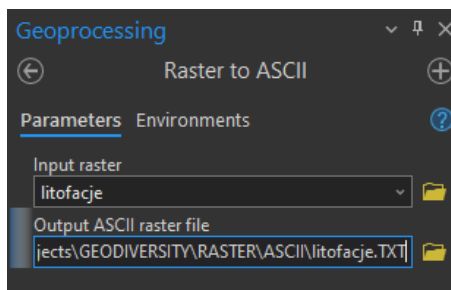 Geoprocessing
Raster to ASCII
Parameters Environments
Input raster
litofacje
Output ASCII raster file
jects\GEODIVERSITY\RASTER\ASCII\litofacje.TXT